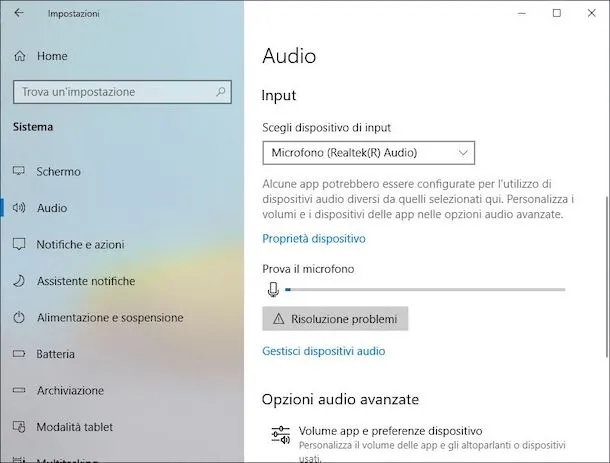 Impostazioni
Home
Trova un'impostazione
Sistema
Schermo
Audio
Notifiche e azioni
Assistente notifiche
Alimentazione e sospensione
Batteria
Archiviazione
Modalità tablet
Multitasking
Audio
Input
Scegli dispositivo di input
Microfono (Realtek(R) Audio)
Alcune app potrebbero essere configurate per l'utilizzo di
dispositivi audio diversi da quelli selezionati qui. Personalizza i
volumi e i dispositivi delle app nelle opzioni audio avanzate.
Proprietà dispositivo
Prova il microfono
Risoluzione problemi
Gestisci dispositivi audio
Opzioni audio avanzate
Volume app e preferenze dispositivo
Personalizza il volume delle app e gli altoparlanti o dispositivi
usati.